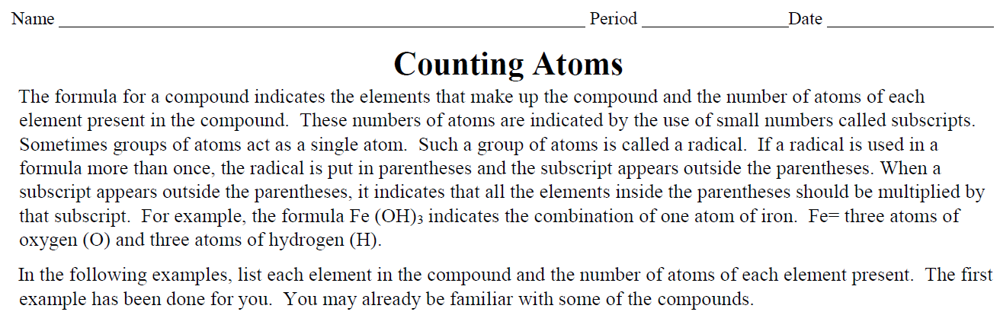 Name ______ Period ______ Date ______
Counting Atoms
The formula for a compound indicates the elements that make up the compound and the number of atoms of each
element present in the compound.  These numbers of atoms are indicated by the use of small numbers called subscripts.
Sometimes groups of atoms act as a single atom.  Such a group of atoms is called a radical.  If a radical is used in a
formula more than once, the radical is put in parentheses and the subscript appears outside the parentheses. When a
subscript appears outside the parentheses, it indicates that all the elements inside the parentheses should be multiplied by
that subscript.  For example, the formula Fe (OH)₃ indicates the combination of one atom of iron.  Fe= three atoms of
oxygen (O) and three atoms of hydrogen (H).
In the following examples, list each element in the compound and the number of atoms of each element present.  The first
example has been done for you.  You may already be familiar with some of the compounds.